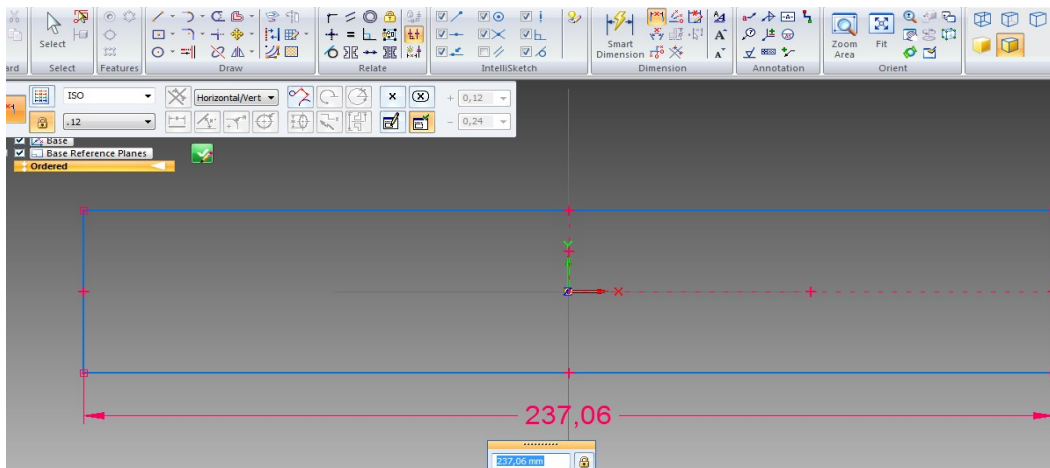 Select
Smart
Dimension
Zoom
Area
Fit
ard
Select
Features
Draw
Relate
IntelliSketch
Dimension
Annotation
Orient
ISO
Horizontal/Vert
+ 0,12
.12
- 0,24
Base
Base Reference Planes
Ordered
Y
Z
X
237,06
237,06 mm